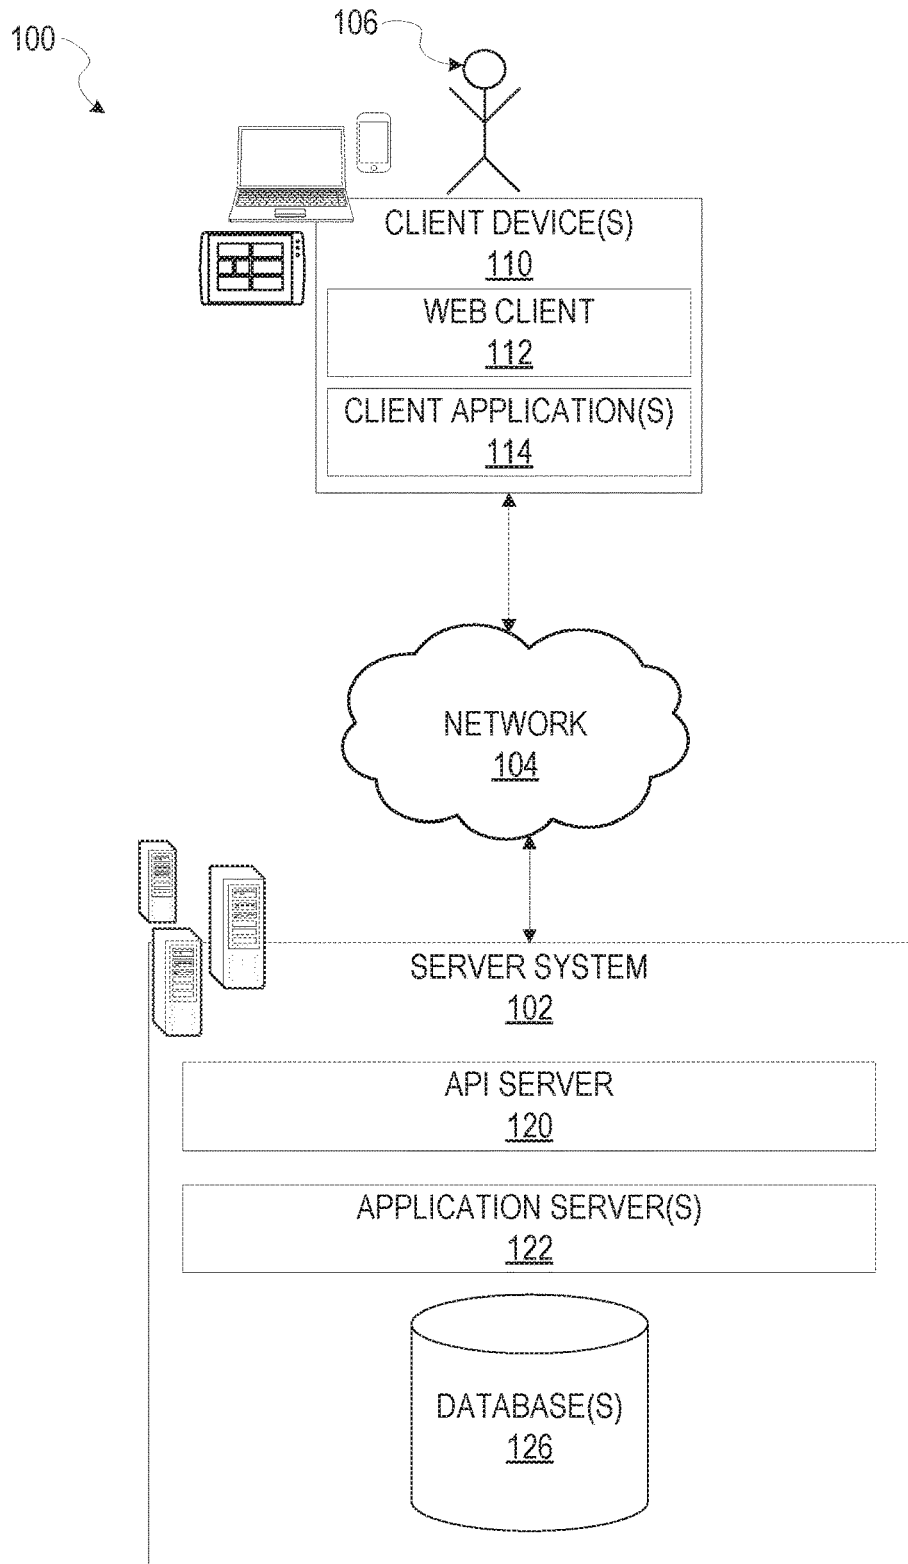 100
106
CLIENT DEVICE(S)
110
WEB CLIENT
112
CLIENT APPLICATION(S)
114
NETWORK
104
SERVER SYSTEM
102
API SERVER
120
APPLICATION SERVER(S)
122
DATABASE(S)
126